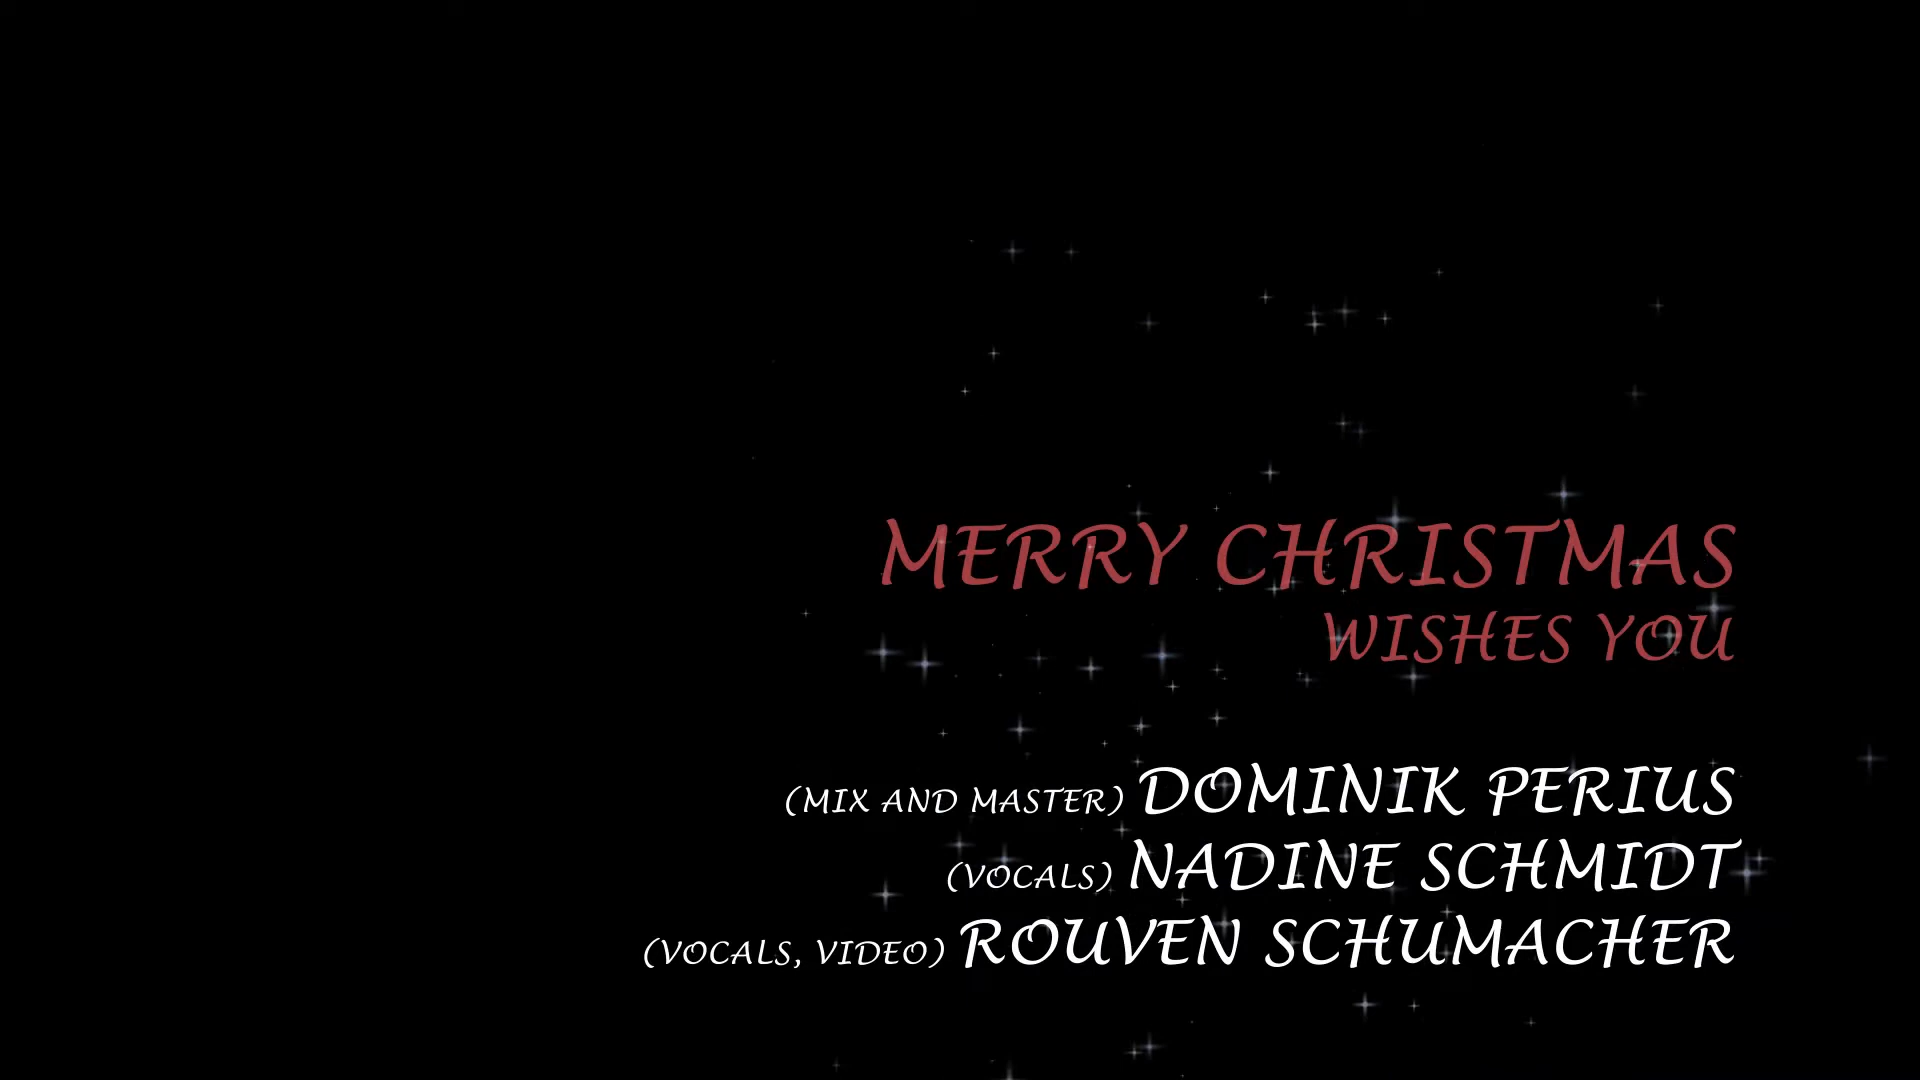 MERRY CHRISTMAS
WISHES YOU
(MIX AND MASTER) DOMINIK PERIUS
(VOCALS) NADINE SCHMIDT
(VOCALS, VIDEO) ROUVEN SCHUMACHER